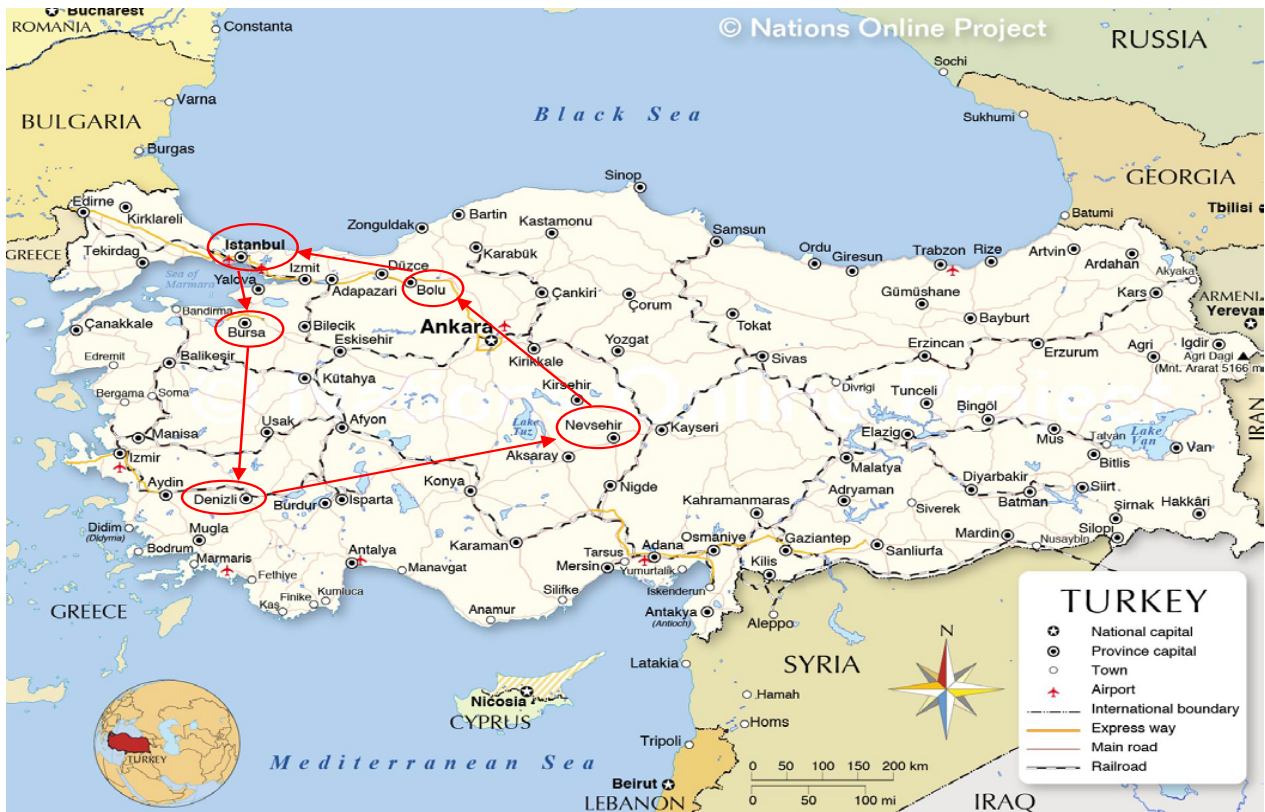 Bucharest
ROMANIA
Constanta
© Nations Online Project
RUSSIA
Sochi
Varna
Black Sea
Sukhumi
BULGARIA
Burgas
GEORGIA
Sinop
Edirne
Kirklareli
Zonguldak
Bartin
Kastamonu
Samsun
Batumi
Tbilisi
Istanbul
Tekirdag
GREECE
Karabük
Ordu
Giresun
Trabzon
Rize
Artvin
Ardahan
Akyaka
Sea of
Marmara
Yalova
Izmit
Adapazari
Düzce
Bolu
Çankiri
Çorum
Gümüshane
Kars
ARMENI
Yerevan
Bandirma
Çanakkale
Bursa
Bilecik
Ankara
Tokat
Bayburt
Edremit
Balikeşir
Eskisehir
Kirikkale
Yozgat
Sivas
Erzincan
Erzurum
Agri
Igdir
Agri Dagi
(Mnt. Ararat 5166 m
Bergama
Soma
Kütahya
Kirsehir
Divrigi
Tunceli
Bingöl
IRAN
Manisa
Usak
Afyon
Lake
Tuz
Nevsehir
Kayseri
Elazig
Mus
Tatvan
Lake
Van
Van
Izmir
Aksaray
Malatya
Bitlis
Aydin
Denizli
Burdur
Isparta
Konya
Nigde
Kahramanmaras
Adryaman
Diyarbakir
Batman
Siirt
Siverek
Şirnak
Hakkâri
Didim
(Didyma)
Mugla
Bodrum
Marmaris
Antalya
Karaman
Tarsus
Mersin
Adana
Osmaniye
Gaziantep
Sanliurfa
Mardin
Nusaybin
Silopi
Fethiye
Manavgat
Yumurtalik
Kilis
Iskenderun
GREECE
Kaş
Finike
Kumluca
Anamur
Silifke
Antakya
(Antioch)
Aleppo
Latakia
SYRIA
Nicosia
CYPRUS
Hamah
Homs
Tripoli
Mediterranean Sea
Beirut
LEBANON
IRAQ
TURKEY
N
TURKEY
National capital
Province capital
Town
Airport
International boundary
Express way
Main road
Railroad
0 50 100 150 200 km
0 50 100 mi